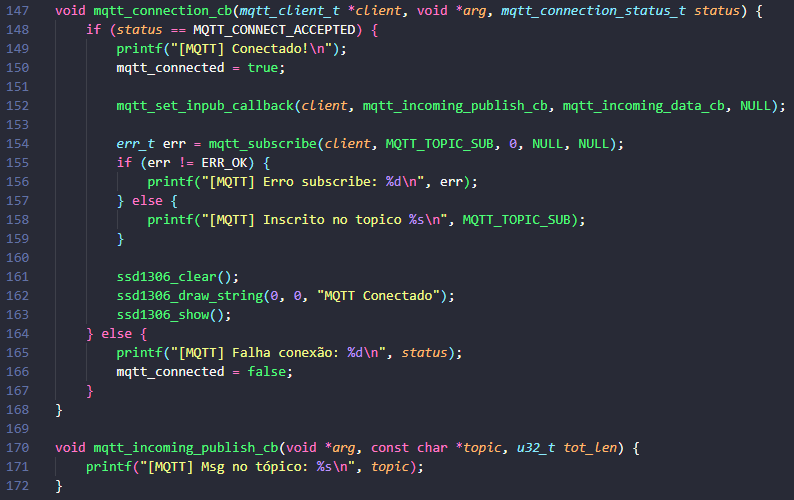 147 void mqtt_connection_cb(mqtt_client_t *client, void *arg, mqtt_connection_status_t status) {
148     if (status == MQTT_CONNECT_ACCEPTED) {
149         printf("[MQTT] Conectado!\n");
150         mqtt_connected = true;
151
152         mqtt_set_inpub_callback(client, mqtt_incoming_publish_cb, mqtt_incoming_data_cb, NULL);
153
154         err_t err = mqtt_subscribe(client, MQTT_TOPIC_SUB, 0, NULL, NULL);
155         if (err != ERR_OK) {
156             printf("[MQTT] Erro subscribe: %d\n", err);
157         } else {
158             printf("[MQTT] Inscrito no topico %s\n", MQTT_TOPIC_SUB);
159         }
160
161         ssd1306_clear();
162         ssd1306_draw_string(0, 0, "MQTT Conectado");
163         ssd1306_show();
164     } else {
165         printf("[MQTT] Falha conexão: %d\n", status);
166         mqtt_connected = false;
167     }
168 }
169
170 void mqtt_incoming_publish_cb(void *arg, const char *topic, u32_t tot_len) {
171     printf("[MQTT] Msg no tópico: %s\n", topic);
172 }